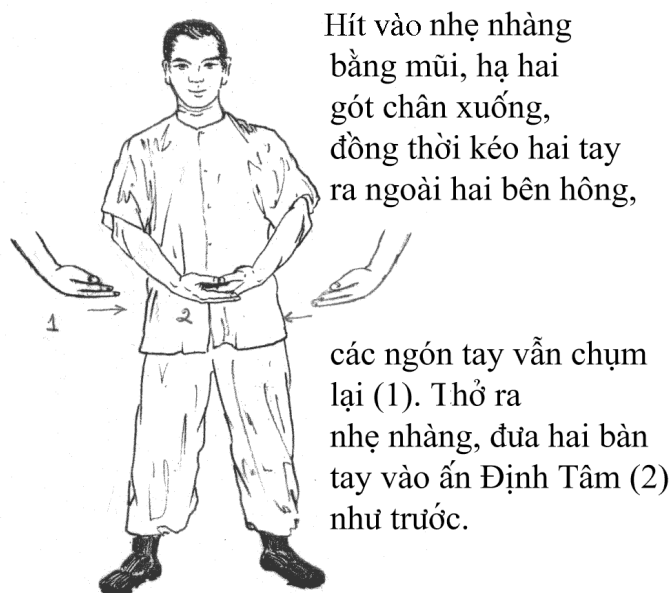 Hít vào nhẹ nhàng
bằng mũi, hạ hai
gót chân xuống,
đồng thời kéo hai tay
ra ngoài hai bên hông,
1
2
các ngón tay vẫn chụm
lại (1). Thở ra
nhẹ nhàng, đưa hai bàn
tay vào ấn Định Tâm (2)
như trước.